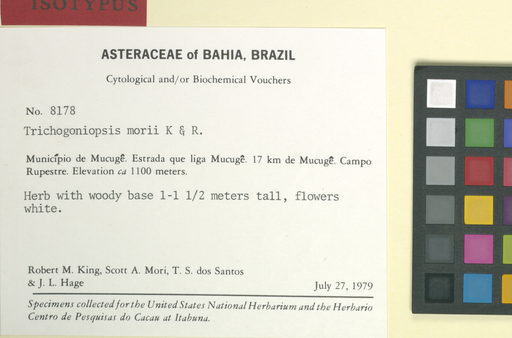 ISOTYPUS
ASTERACEAE of BAHIA, BRAZIL
Cytological and/or Biochemical Vouchers
No. 8178
Trichogoniopsis morii K & R.
Município de Mucugê. Estrada que liga Mucugê. 17 km de Mucugê. Campo
Rupestre. Elevation ca 1100 meters.
Herb with woody base 1-1 1/2 meters tall, flowers
white.
Robert M. King, Scott A. Mori, T. S. dos Santos
& J. L. Hage
July 27, 1979
Specimens collected for the United States National Herbarium and the Herbario
Centro de Pesquisas do Cacau at Itabuna.